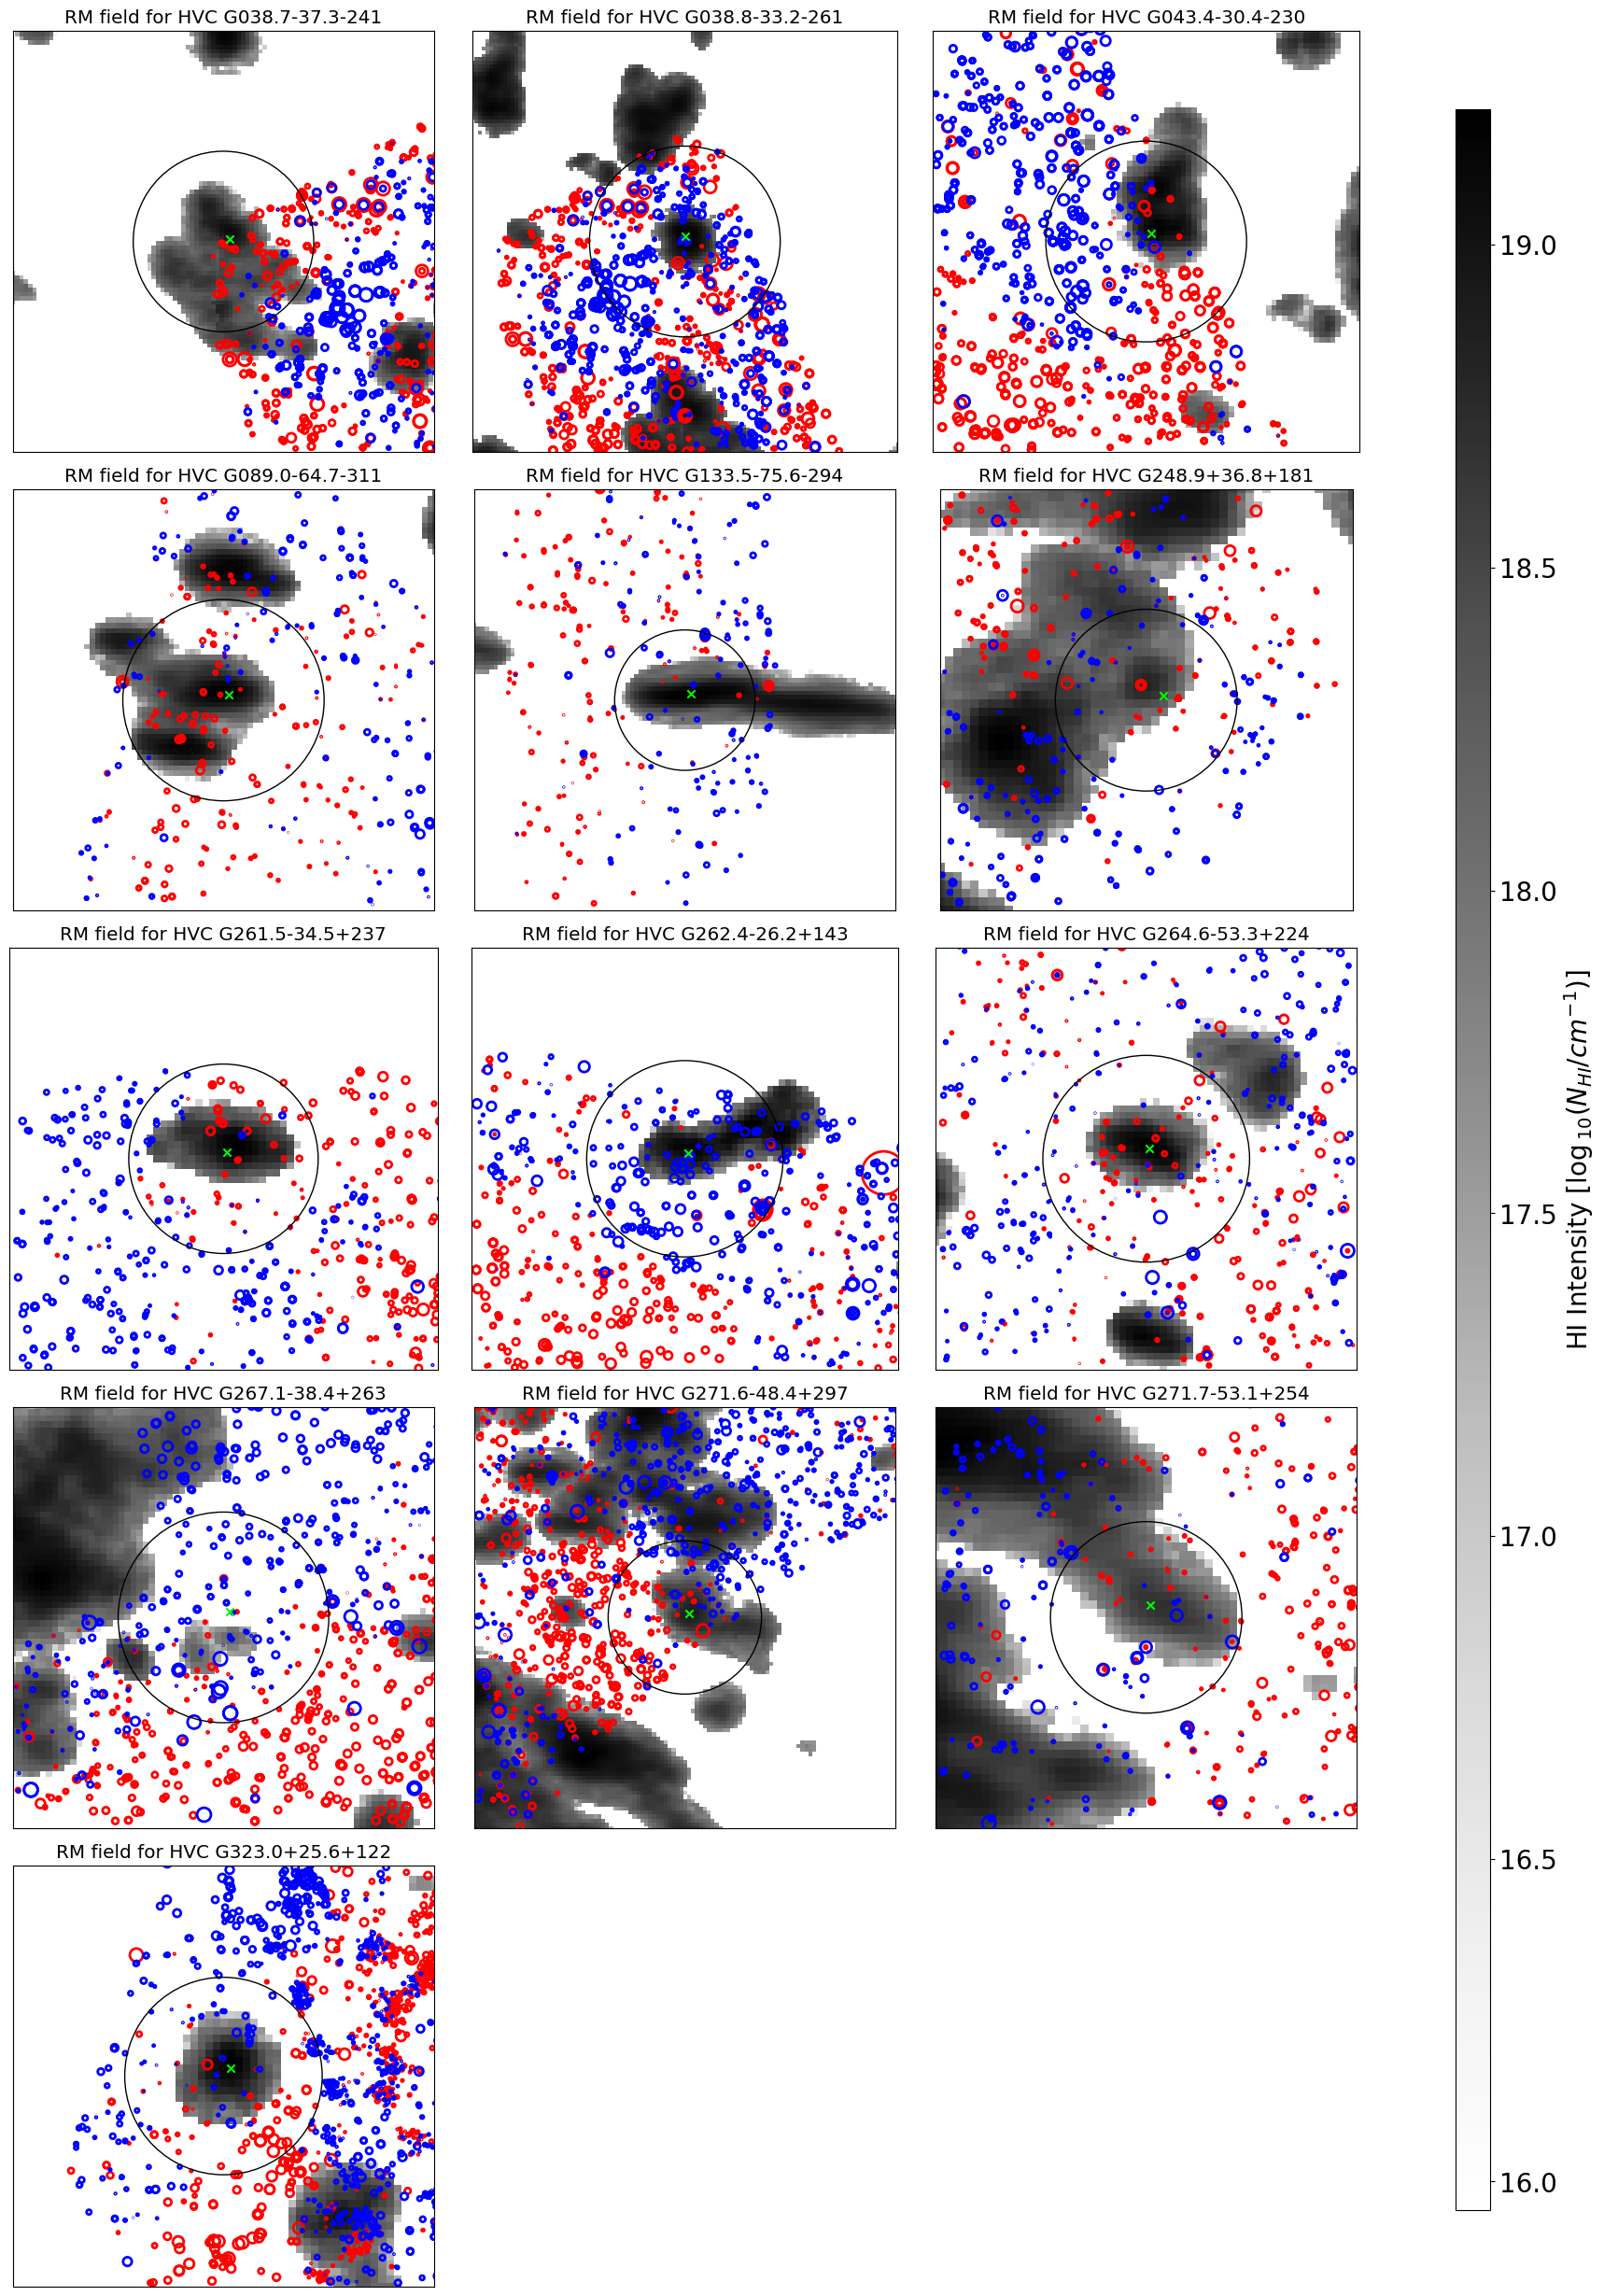 RM field for HVC G038.7-37.3-241
RM field for HVC G038.8-33.2-261
RM field for HVC G043.4-30.4-230
RM field for HVC G089.0-64.7-311
RM field for HVC G133.5-75.6-294
RM field for HVC G248.9+36.8+181
RM field for HVC G261.5-34.5+237
RM field for HVC G262.4-26.2+143
RM field for HVC G264.6-53.3+224
RM field for HVC G267.1-38.4+263
RM field for HVC G271.6-48.4+297
RM field for HVC G271.7-53.1+254
RM field for HVC G323.0+25.6+122
19.0
18.5
18.0
17.5
17.0
16.5
16.0
HI Intensity [log₁₀(N_HI/cm⁻¹)]